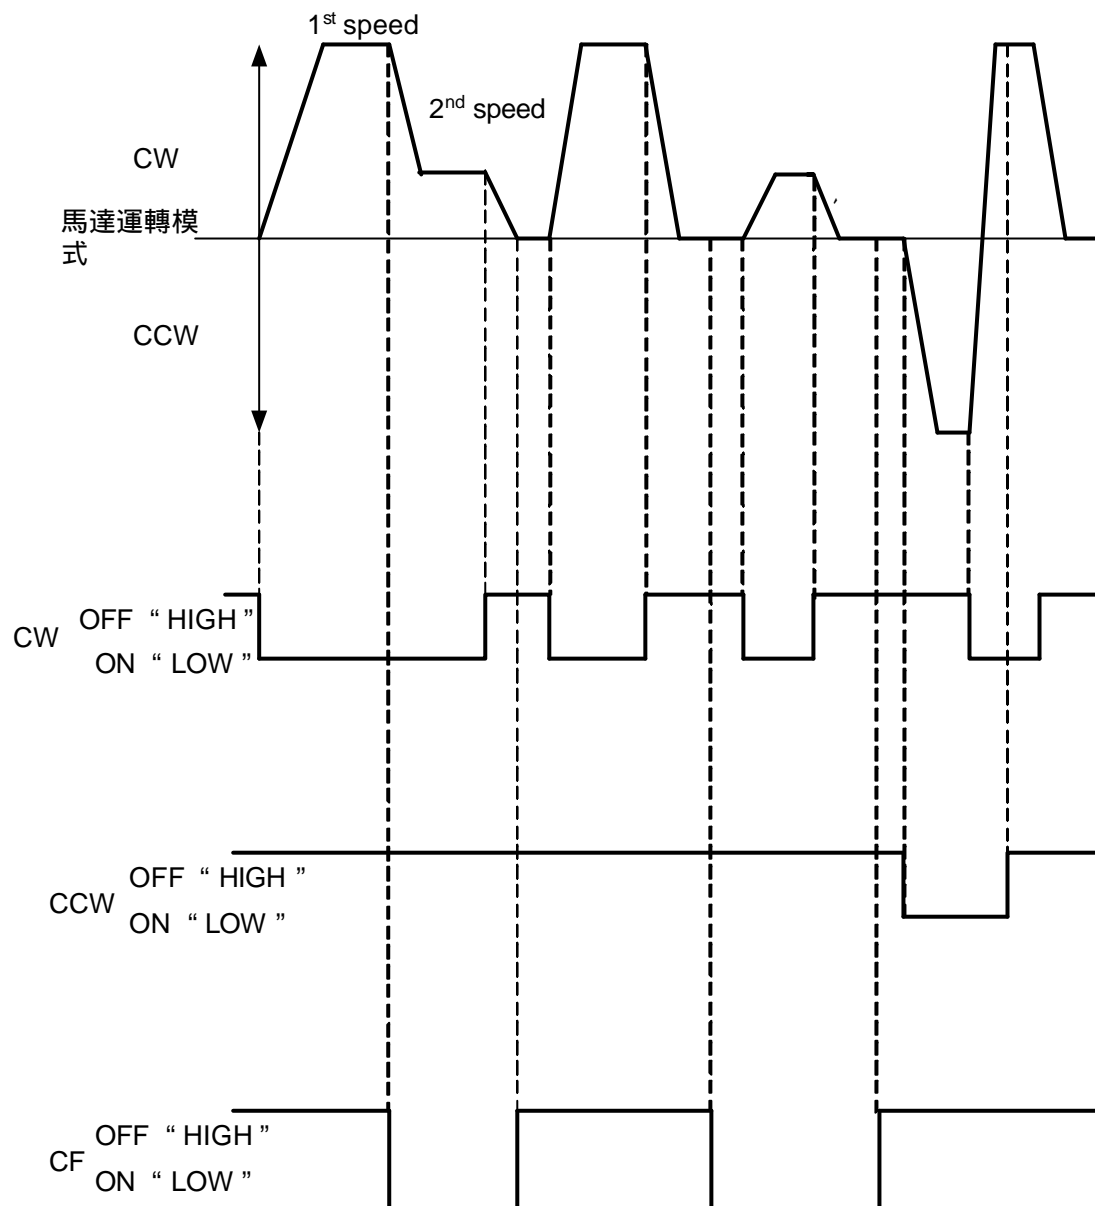 1st speed
2nd speed
CW
馬達運轉模
式
CCW
OFF “ HIGH ”
CW
ON “ LOW ”
OFF “ HIGH ”
CCW
ON “ LOW ”
OFF “ HIGH ”
CF
ON “ LOW ”